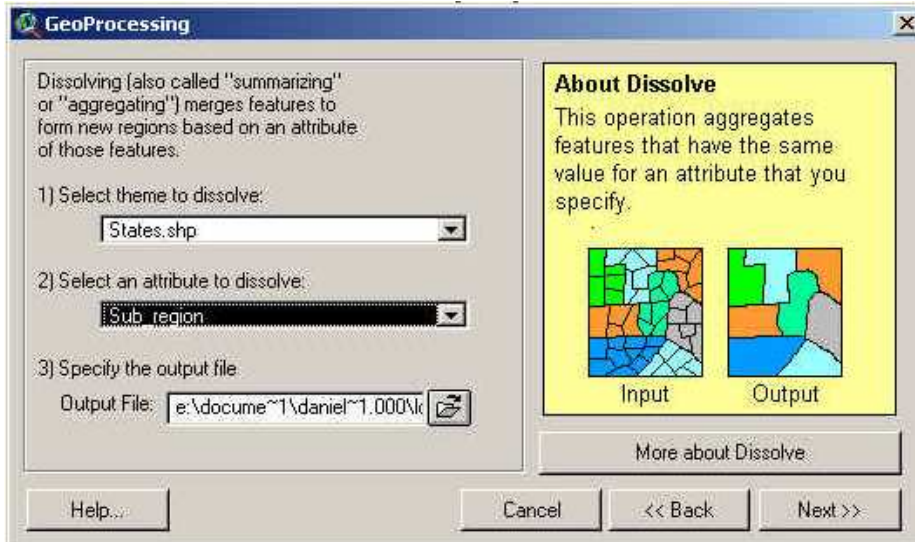 GeoProcessing
Dissolving (also called "summarizing"
or "aggregating") merges features to
form new regions based on an attribute
of those features.
1) Select theme to dissolve:
States.shp
2) Select an attribute to dissolve:
Sub_region
3) Specify the output file
Output File: e:\docume~1\daniel~1.000\lo
About Dissolve
This operation aggregates
features that have the same
value for an attribute that you
specify.
Input Output
More about Dissolve
Help... Cancel << Back Next >>